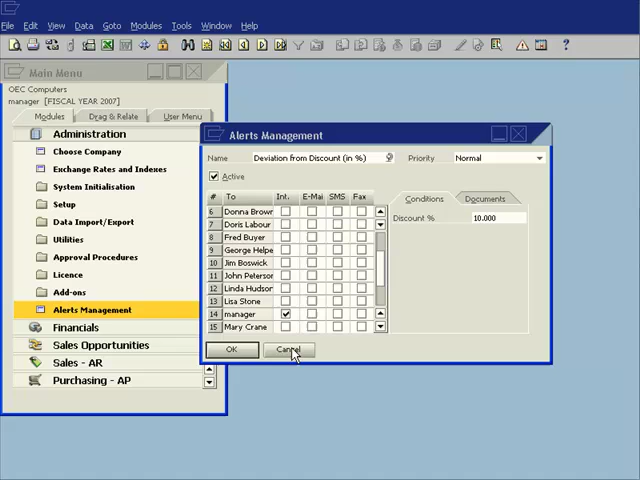 File Edit View Data Goto Modules Tools Window Help
Main Menu
OEC Computers
manager [FISCAL YEAR 2007]
Modules Drag & Relate User Menu
Administration
Choose Company
Exchange Rates and Indexes
System Initialisation
Setup
Data Import/Export
Utilities
Approval Procedures
Licence
Add-ons
Alerts Management
Financials
Sales Opportunities
Sales - AR
Purchasing - AP
Alerts Management
Name Deviation from Discount (in %) Priority Normal
Active
# To Int. E-Mai SMS Fax
6 Donna Brown
7 Doris Labour
8 Fred Buyer
9 George Helpe
10 Jim Boswick
11 John Peterson
12 Linda Hudson
13 Lisa Stone
14 manager
15 Mary Crane
Conditions Documents
Discount % 10.000
OK Cancel